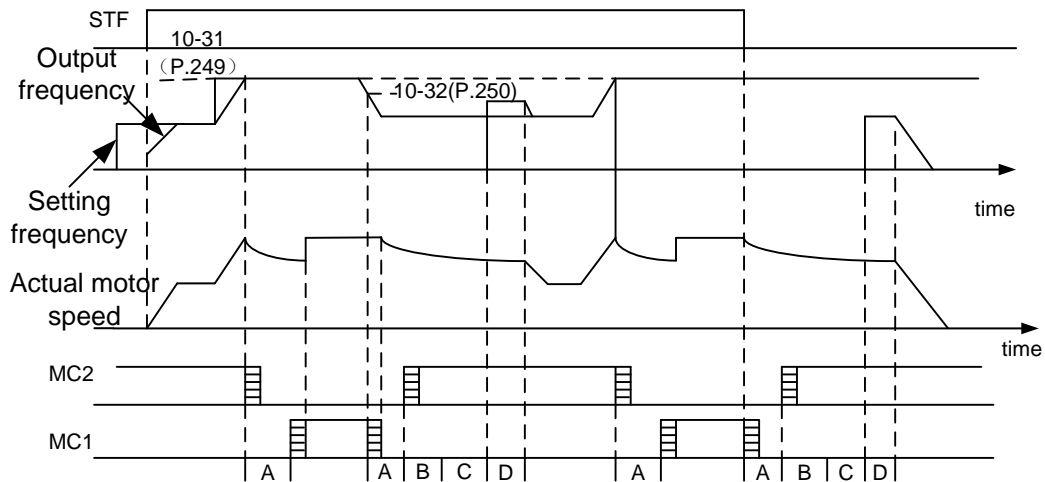 STF
10-31
（P.249）
Output
frequency
10-32(P.250)
Setting
frequency
time
Actual motor
speed
time
MC2
MC1
A
A
B
C
D
A
A
B
C
D